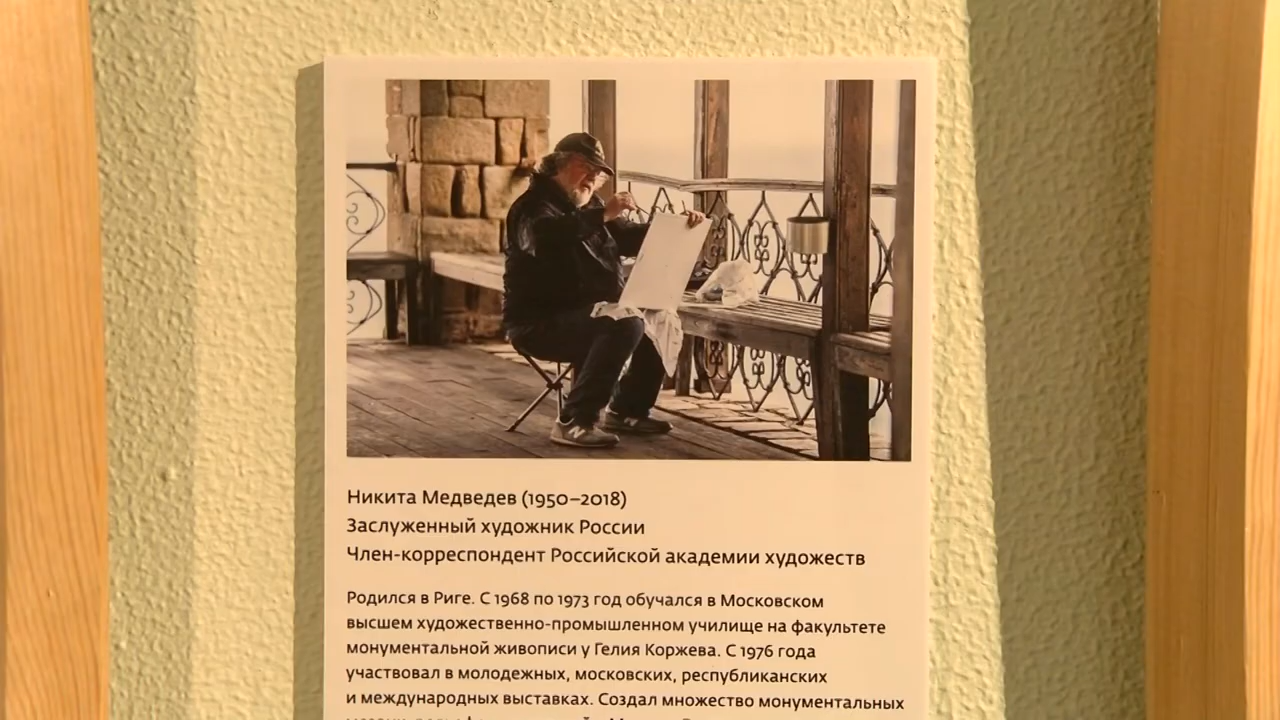 Никита Медведев (1950–2018)
Заслуженный художник России
Член-корреспондент Российской академии художеств
Родился в Риге. С 1968 по 1973 год обучался в Московском
высшем художественно-промышленном училище на факультете
монументальной живописи у Гелия Коржева. С 1976 года
участвовал в молодежных, московских, республиканских
и международных выставках. Создал множество монументальных